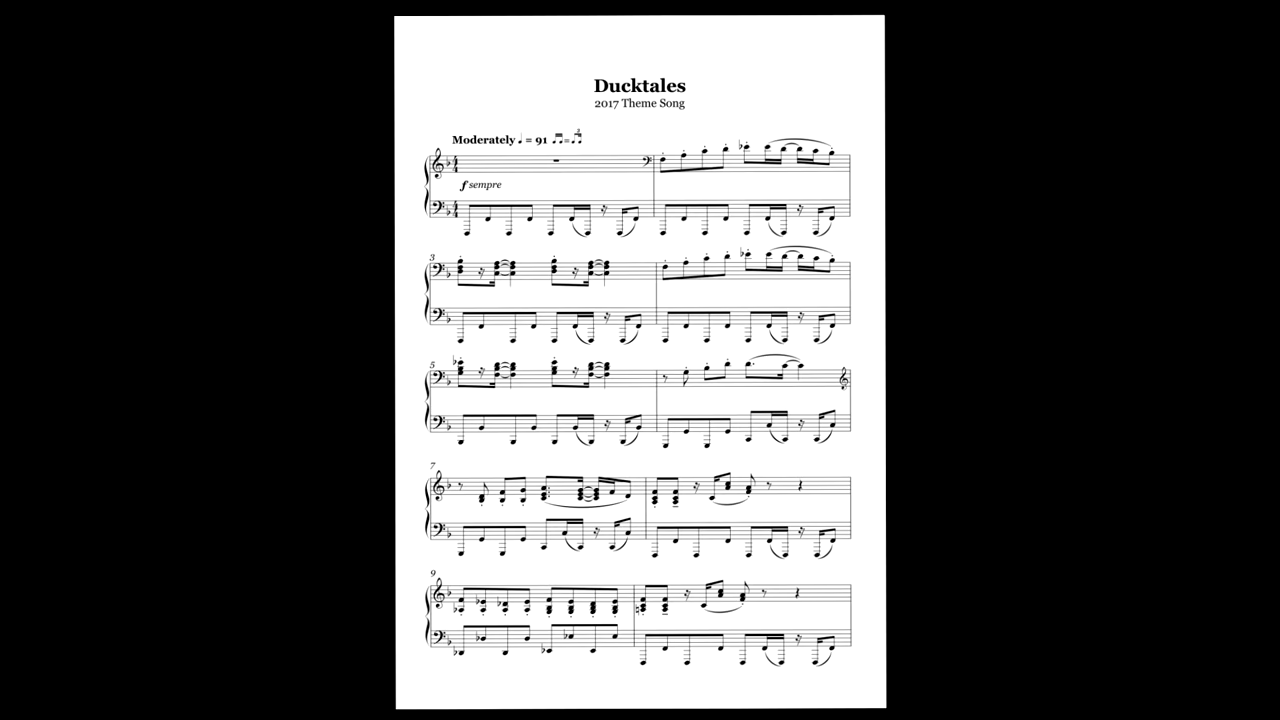 Ducktales
2017 Theme Song
Moderately ♩ = 91
f sempre
3
5
7
9